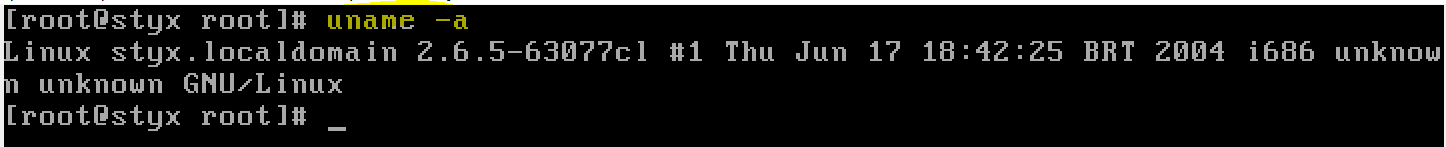 [root@styx root]# uname -a
Linux styx.localdomain 2.6.5-63077cl #1 Thu Jun 17 18:42:25 BRT 2004 i686 unknow
n unknown GNU/Linux
[root@styx root]# _